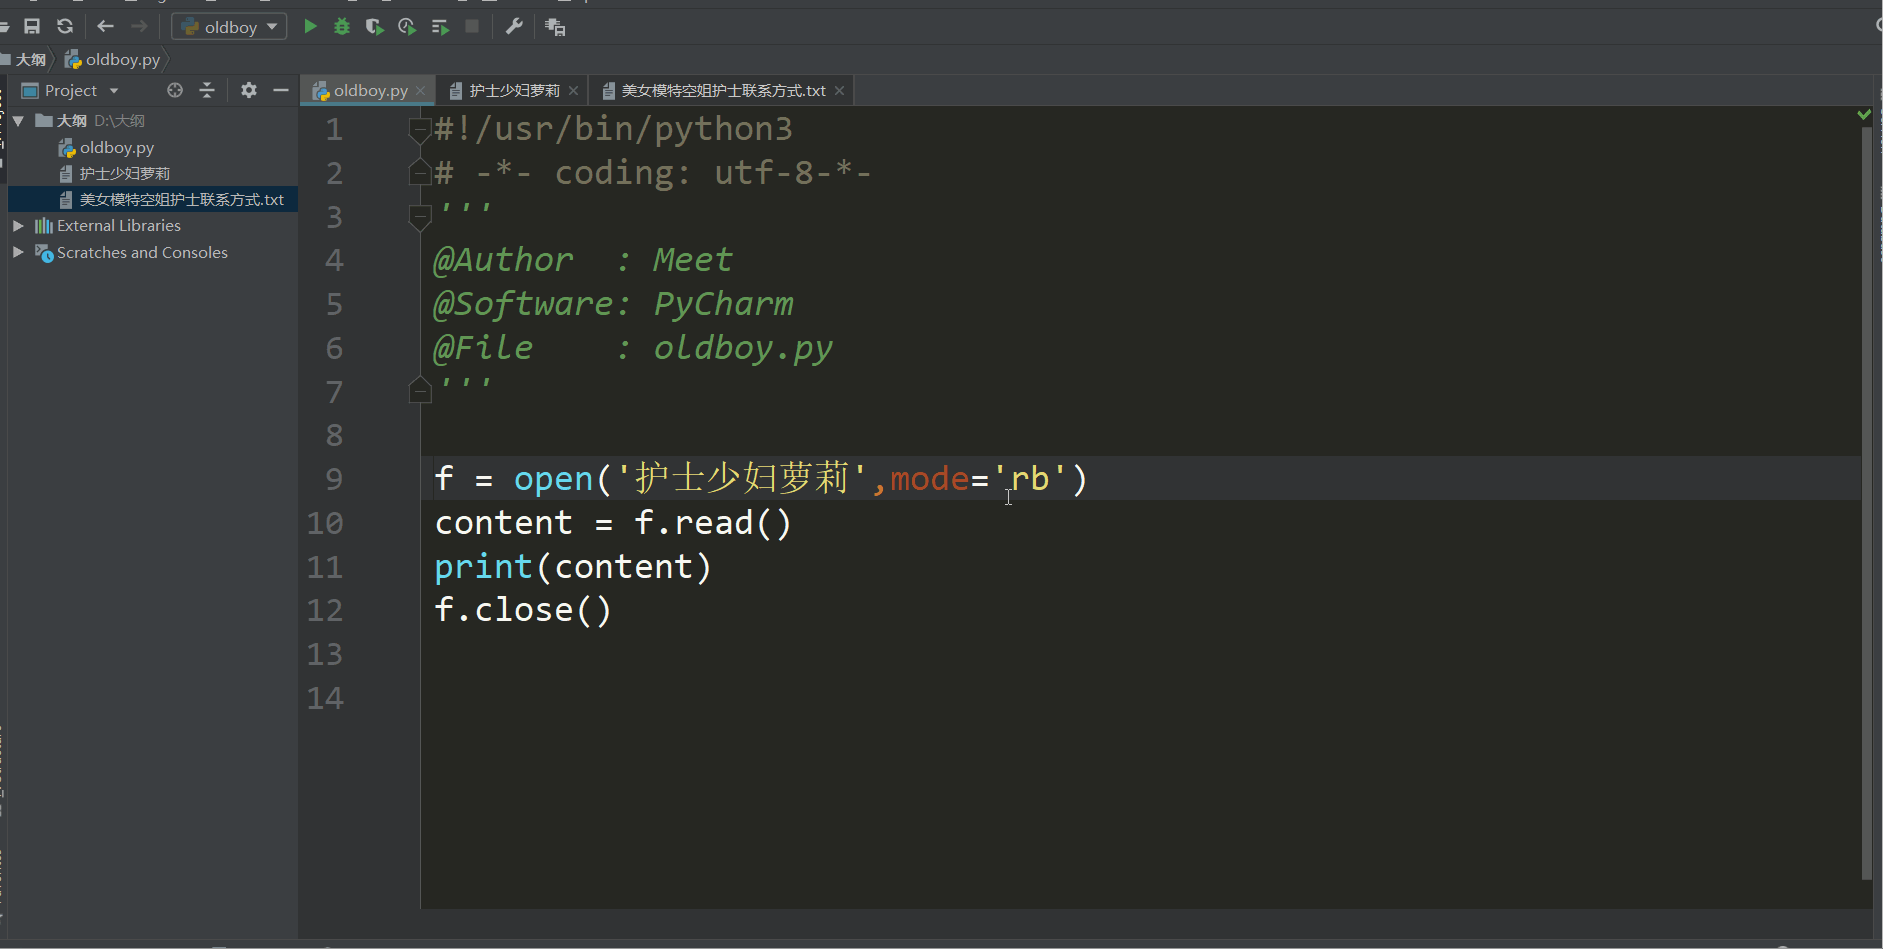 oldboy
大纲 oldboy.py
Project
oldboy.py 护士少妇萝莉 美女模特空姐护士联系方式.txt
大纲 D:\大纲
oldboy.py
护士少妇萝莉
美女模特空姐护士联系方式.txt
External Libraries
Scratches and Consoles
1 #!/usr/bin/python3
2 # -*- coding: utf-8-*-
3 '''
4 @Author  : Meet
5 @Software: PyCharm
6 @File    : oldboy.py
7 '''
8
9 f = open('护士少妇萝莉',mode='rb')
10 content = f.read()
11 print(content)
12 f.close()
13
14